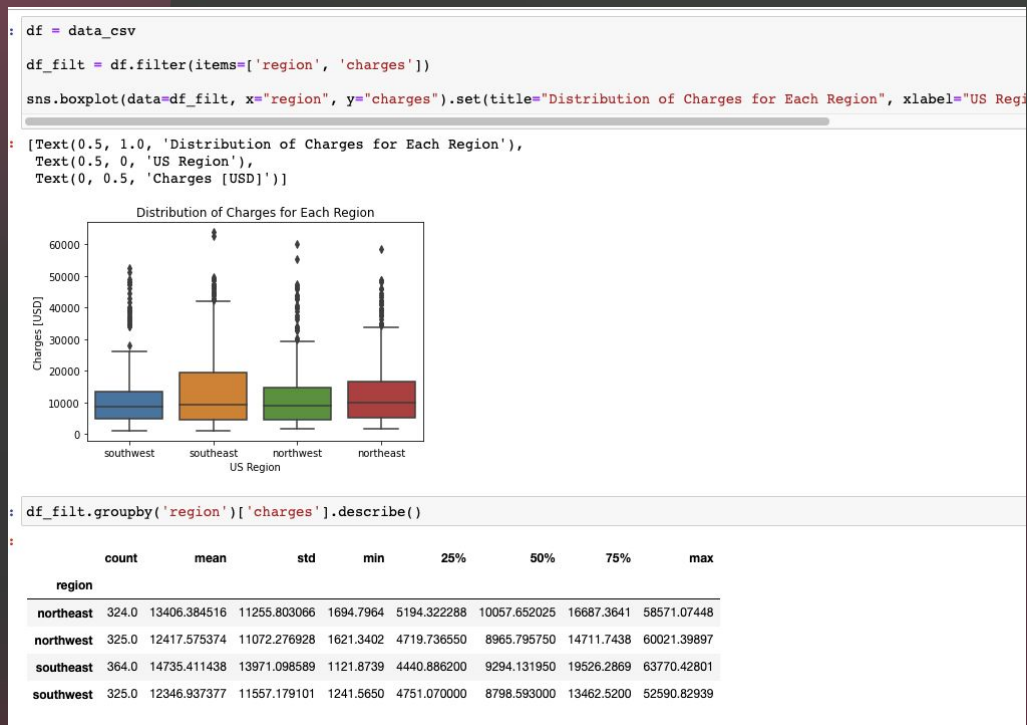 : df = data_csv
df_filt = df.filter(items=['region', 'charges'])
sns.boxplot(data=df_filt, x="region", y="charges").set(title="Distribution of Charges for Each Region", xlabel="US Regi
: [Text(0.5, 1.0, 'Distribution of Charges for Each Region'),
Text(0.5, 0, 'US Region'),
Text(0, 0.5, 'Charges [USD]')]
Distribution of Charges for Each Region
60000
50000
40000
30000
20000
10000
0
Charges [USD]
southwest southeast northwest northeast
US Region
: df_filt.groupby('region')['charges'].describe()
:
count mean std min 25% 50% 75% max
region
northeast 324.0 13406.384516 11255.803066 1694.7964 5194.322288 10057.652025 16687.3641 58571.07448
northwest 325.0 12417.575374 11072.276928 1621.3402 4719.736550 8965.795750 14711.7438 60021.39897
southeast 364.0 14735.411438 13971.098589 1121.8739 4440.886200 9294.131950 19526.2869 63770.42801
southwest 325.0 12346.937377 11557.179101 1241.5650 4751.070000 8798.593000 13462.5200 52590.82939